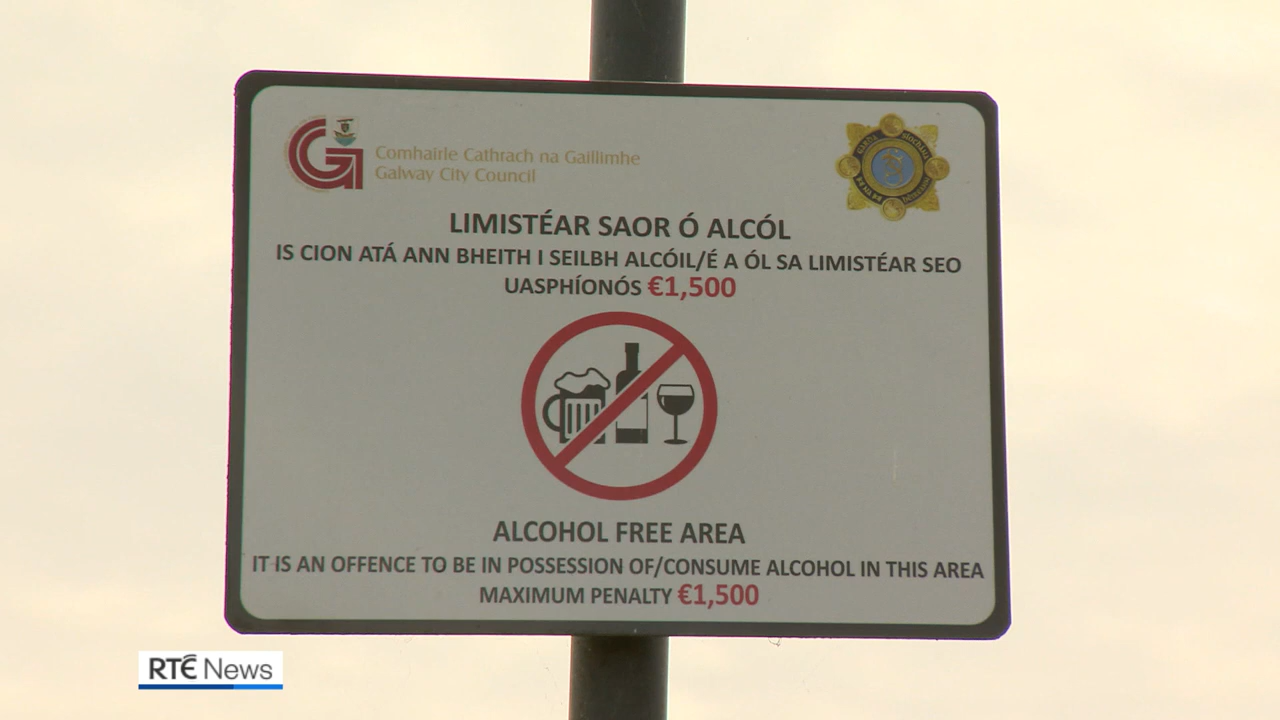 Comhairle Cathrach na Gaillimhe
Galway City Council
LIMISTÉAR SAOR Ó ALCÓL
IS CION ATÁ ANN BHEITH I SEILBH ALCÓIL/É A ÓL SA LIMISTÉAR SEO
UASPHÍONÓS €1,500
ALCOHOL FREE AREA
IT IS AN OFFENCE TO BE IN POSSESSION OF/CONSUME ALCOHOL IN THIS AREA
MAXIMUM PENALTY €1,500
RTÉ News